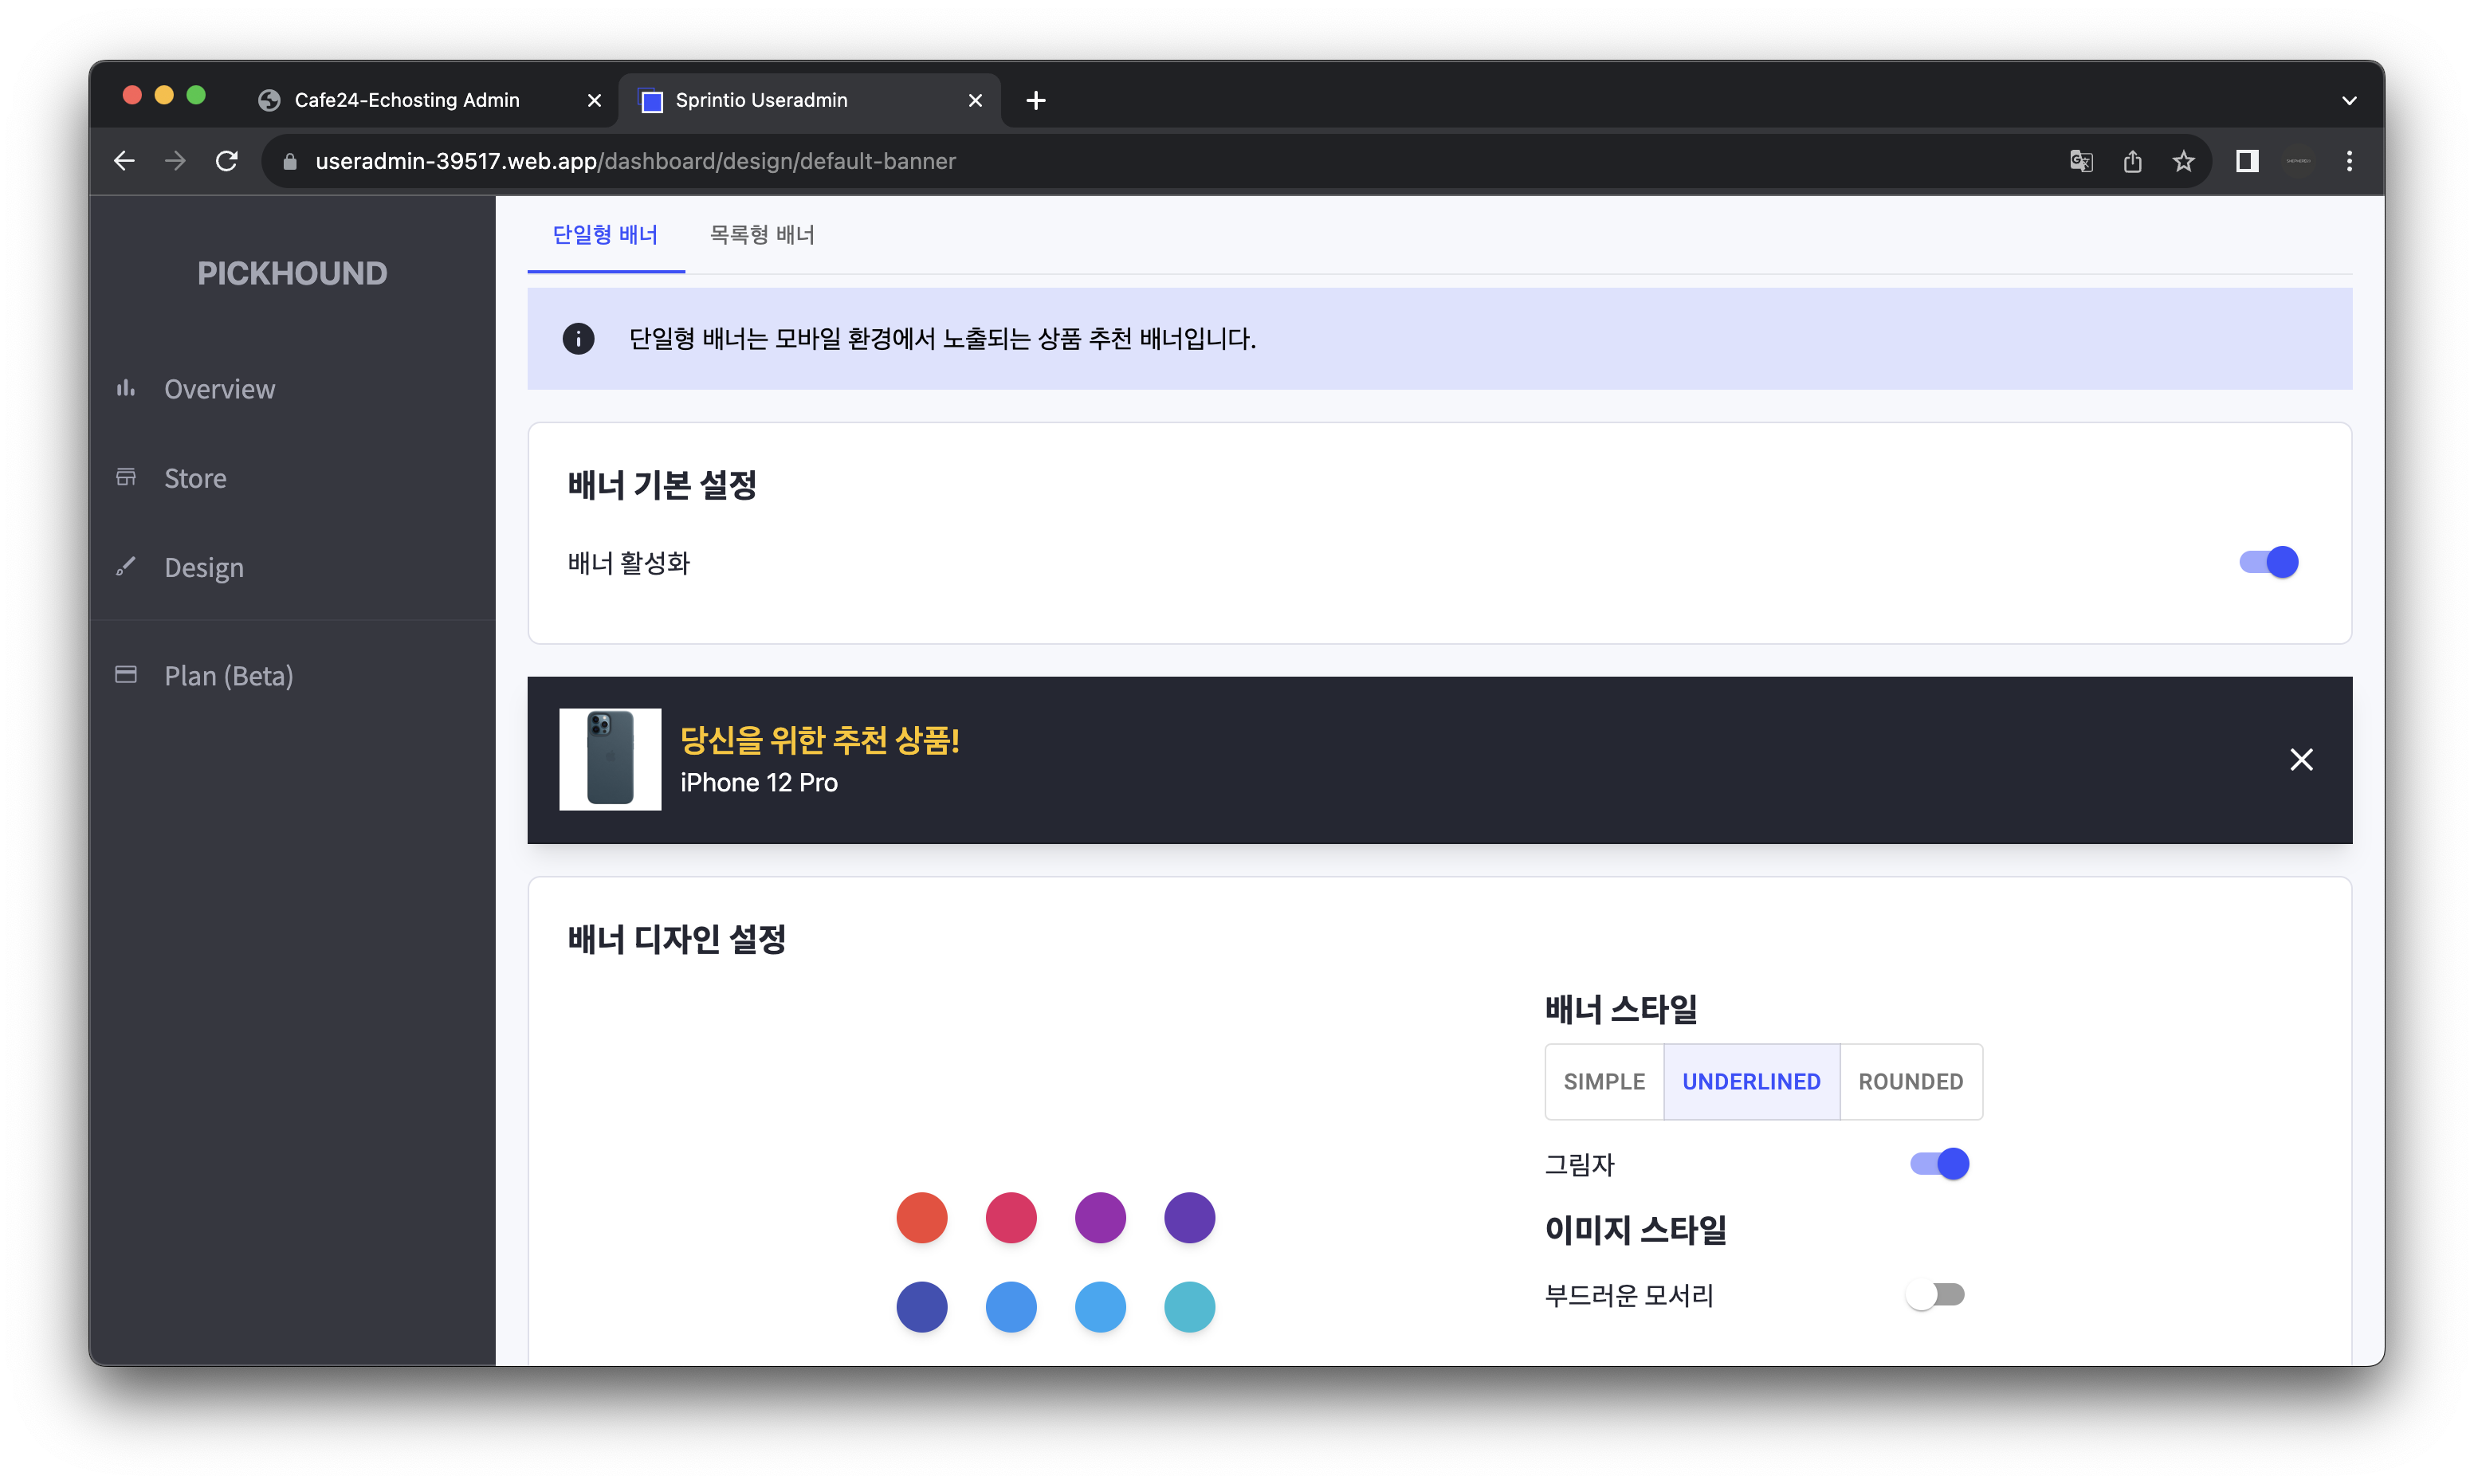 Cafe24-Echosting Admin
Sprintio Useradmin
useradmin-39517.web.app/dashboard/design/default-banner
PICKHOUND
Overview
Store
Design
Plan (Beta)
단일형 배너
목록형 배너
단일형 배너는 모바일 환경에서 노출되는 상품 추천 배너입니다.
배너 기본 설정
배너 활성화
당신을 위한 추천 상품!
iPhone 12 Pro
배너 디자인 설정
배너 스타일
SIMPLE
UNDERLINED
ROUNDED
그림자
이미지 스타일
부드러운 모서리